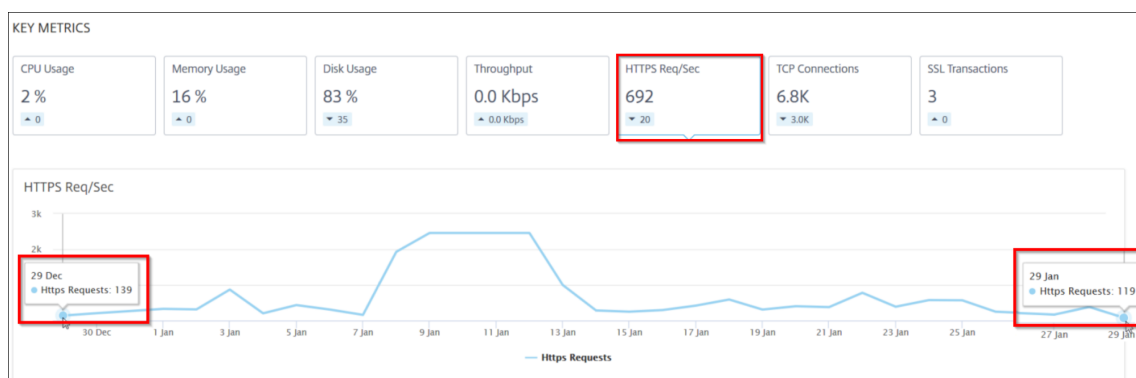 KEY METRICS
CPU Usage
2 %
0
Memory Usage
16 %
0
Disk Usage
83 %
35
Throughput
0.0 Kbps
0.0 Kbps
HTTPS Req/Sec
692
20
TCP Connections
6.8K
3.0K
SSL Transactions
3
0
HTTPS Req/Sec
3k
2k
29 Dec
Https Requests: 139
29 Jan
Https Requests: 119
30 Dec 1 Jan 3 Jan 5 Jan 7 Jan 9 Jan 11 Jan 13 Jan 15 Jan 17 Jan 19 Jan 21 Jan 23 Jan 25 Jan 27 Jan 29 Jan
Https Requests